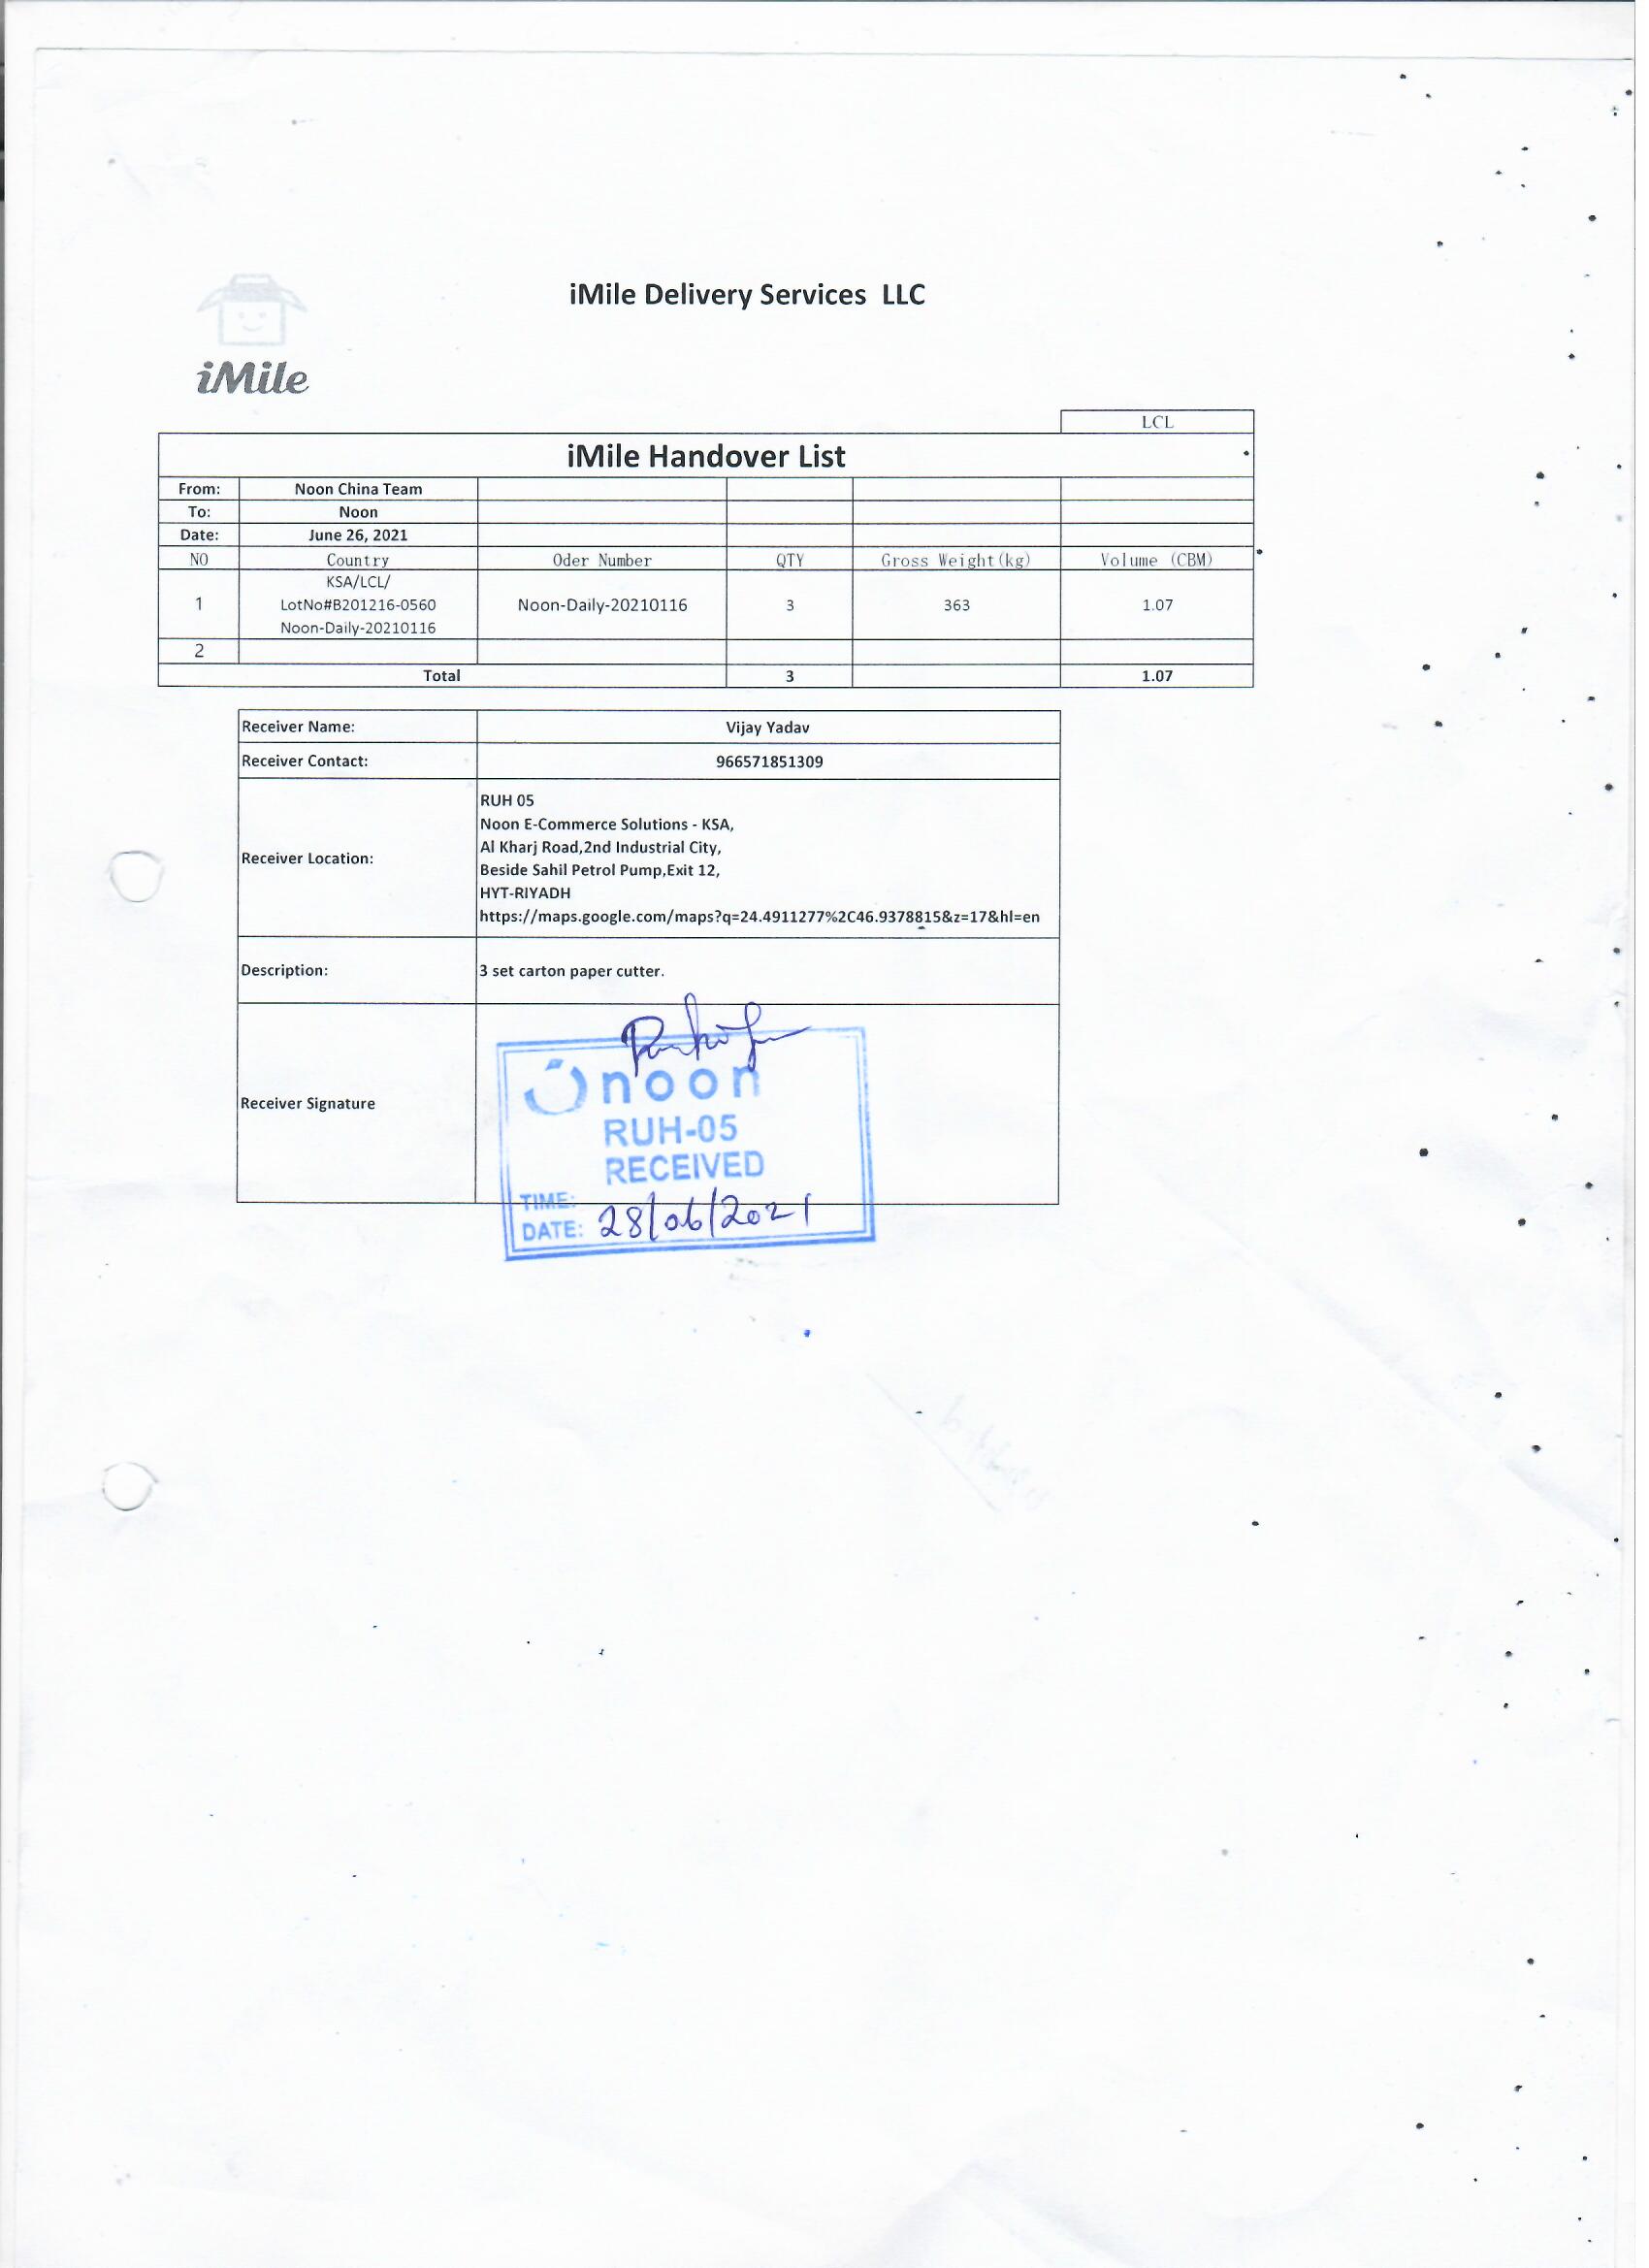 iMile Delivery Services LLC
iMile
LCL
iMile Handover List
From: Noon China Team
To: Noon
Date: June 26, 2021
NO Country Oder Number QTY Gross Weight(kg) Volume (CBM)
KSA/LCL/
1 LotNo#B201216-0560 Noon-Daily-20210116 3 363 1.07
Noon-Daily-20210116
2
Total 3 1.07
Receiver Name: Vijay Yadav
Receiver Contact: 966571851309
RUH 05
Noon E-Commerce Solutions - KSA,
Al Kharj Road,2nd Industrial City,
Receiver Location:
Beside Sahil Petrol Pump,Exit 12,
HYT-RIYADH
https://maps.google.com/maps?q=24.4911277%2C46.9378815&z=17&hl=en
Description: 3 set carton paper cutter.
Receiver Signature
noon
RUH-05
RECEIVED
TIME:
DATE: 28/06/2021